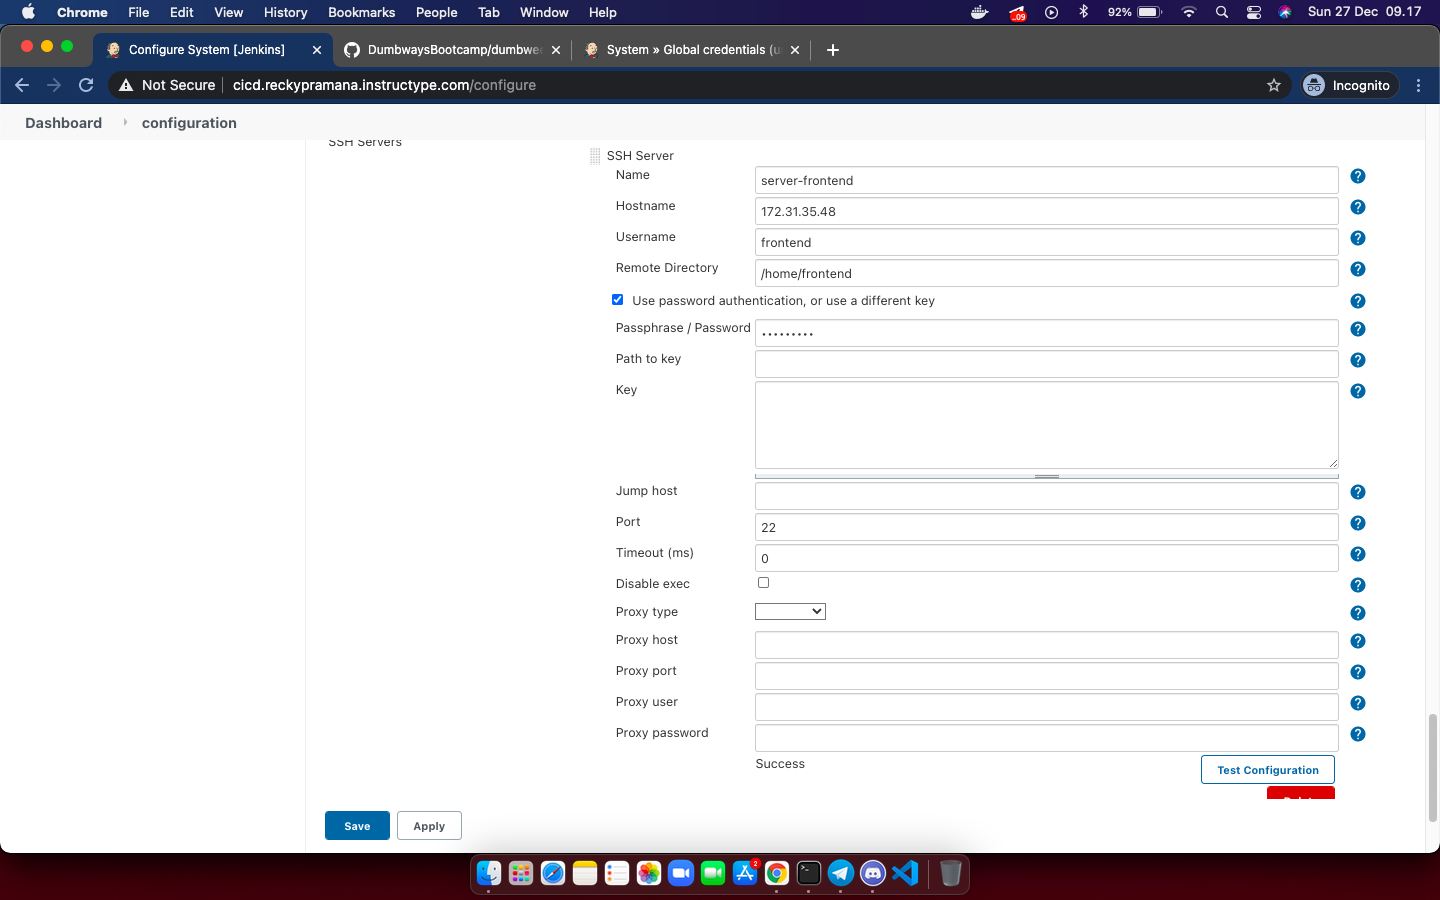 Chrome File Edit View History Bookmarks People Tab Window Help .09 92% Sun 27 Dec 09.17
Configure System [Jenkins] DumbwaysBootcamp/dumbwe System » Global credentials (u
Not Secure cicd.reckypramana.instructype.com/configure Incognito
Dashboard configuration
SSH Servers
SSH Server
Name server-frontend
Hostname 172.31.35.48
Username frontend
Remote Directory /home/frontend
Use password authentication, or use a different key
Passphrase / Password •••••••••
Path to key
Key
Jump host
Port 22
Timeout (ms) 0
Disable exec
Proxy type
Proxy host
Proxy port
Proxy user
Proxy password
Success Test Configuration
Save Apply
2